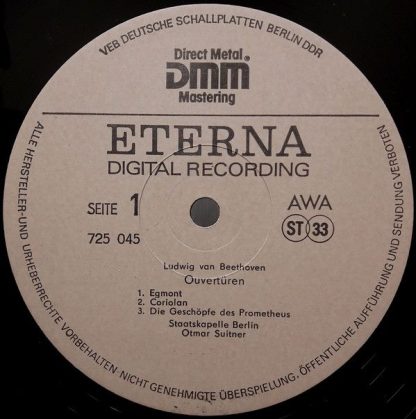 VEB DEUTSCHE SCHALLPLATTEN BERLIN DDR
Direct Metal
DMM®
Mastering
ETERNA
DIGITAL RECORDING
SEITE 1
AWA
725 045
ST 33
Ludwig van Beethoven
Ouvertüren
1. Egmont
2. Coriolan
3. Die Geschöpfe des Prometheus
Staatskapelle Berlin
Otmar Suitner
ALLE HERSTELLER- UND URHEBERRECHTE VORBEHALTEN NICHT GENEHMIGTE ÜBERSPIELUNG, ÖFFENTLICHE AUFFÜHRUNG UND SENDUNG VERBOTEN